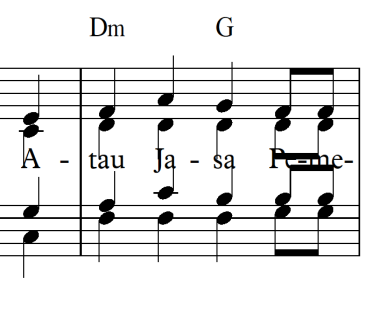 Dm G
A - tau Ja - sa Pe-me-